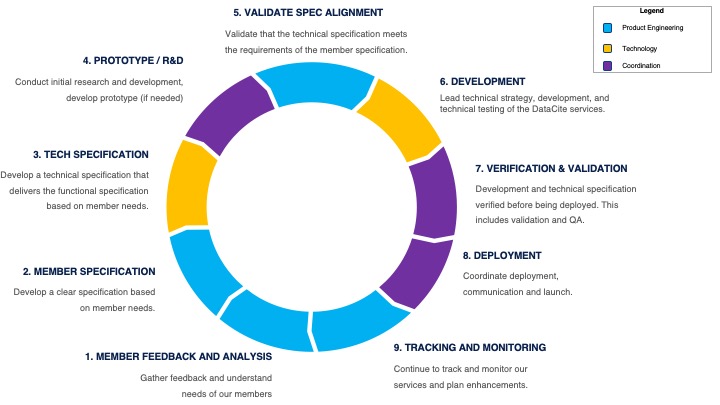 5. VALIDATE SPEC ALIGNMENT
Validate that the technical specification meets
the requirements of the member specification.
Legend
Product Engineering
Technology
Coordination
4. PROTOTYPE / R&D
Conduct initial research and development,
develop prototype (if needed)
6. DEVELOPMENT
Lead technical strategy, development, and
technical testing of the DataCite services.
3. TECH SPECIFICATION
Develop a technical specification that
delivers the functional specification
based on member needs.
7. VERIFICATION & VALIDATION
Development and technical specification
verified before being deployed. This
includes validation and QA.
2. MEMBER SPECIFICATION
Develop a clear specification based
on member needs.
8. DEPLOYMENT
Coordinate deployment,
communication and launch.
1. MEMBER FEEDBACK AND ANALYSIS
Gather feedback and understand
needs of our members
9. TRACKING AND MONITORING
Continue to track and monitor our
services and plan enhancements.